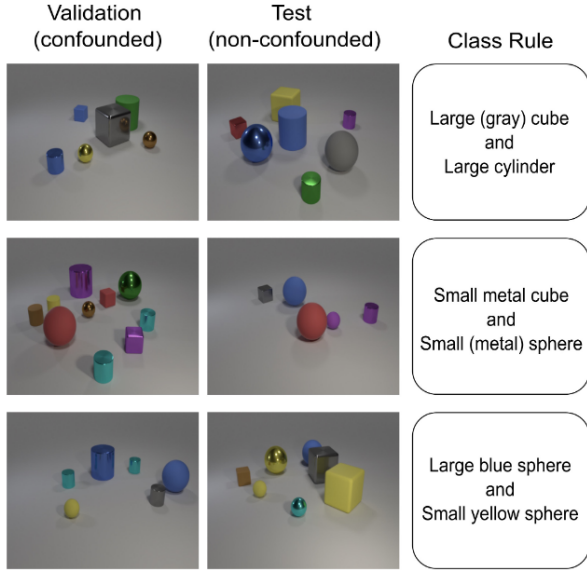 Validation
(confounded)
Test
(non-confounded)
Class Rule
Large (gray) cube
and
Large cylinder
Small metal cube
and
Small (metal) sphere
Large blue sphere
and
Small yellow sphere